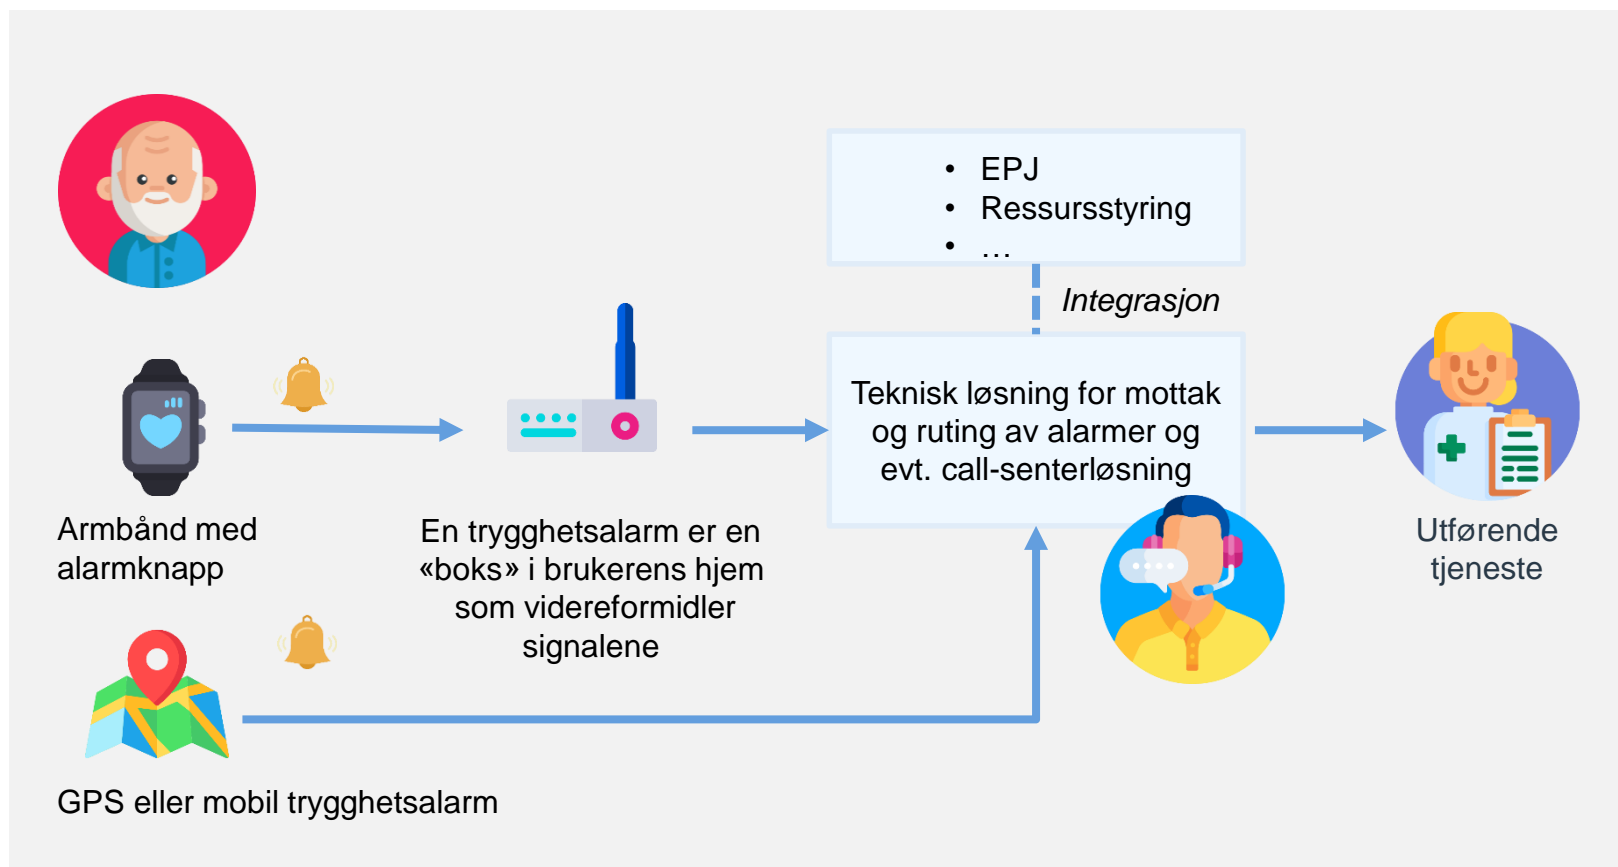 • EPJ
• Ressursstyring
• …
Integrasjon
Teknisk løsning for mottak
og ruting av alarmer og
evt. call-senterløsning
Armbånd med
alarmknapp
En trygghetsalarm er en
«boks» i brukerens hjem
som videreformidler
signalene
Utførende
tjeneste
GPS eller mobil trygghetsalarm